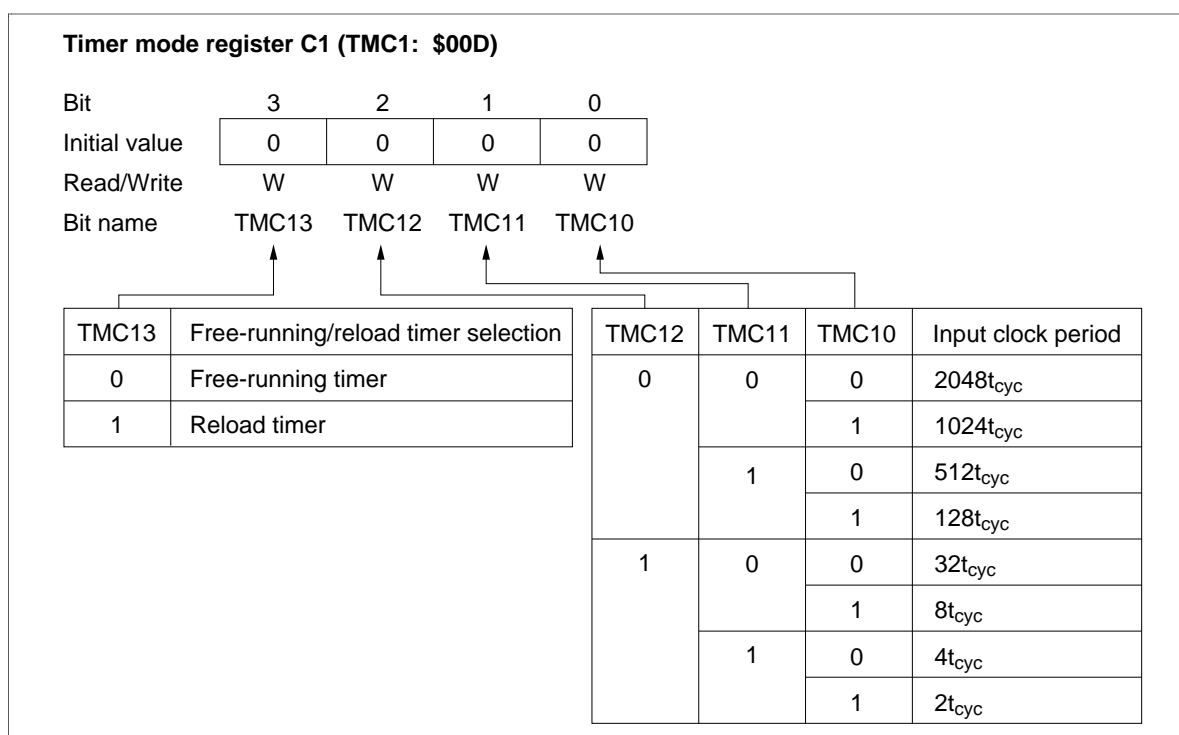 Timer mode register C1 (TMC1: $00D)
Bit 3 2 1 0
Initial value 0 0 0 0
Read/Write W W W W
Bit name TMC13 TMC12 TMC11 TMC10
TMC13 Free-running/reload timer selection
0 Free-running timer
1 Reload timer
TMC12 TMC11 TMC10 Input clock period
0 0 0 2048tcyc
1 1024tcyc
1 0 512tcyc
1 128tcyc
1 0 0 32tcyc
1 8tcyc
1 0 4tcyc
1 2tcyc